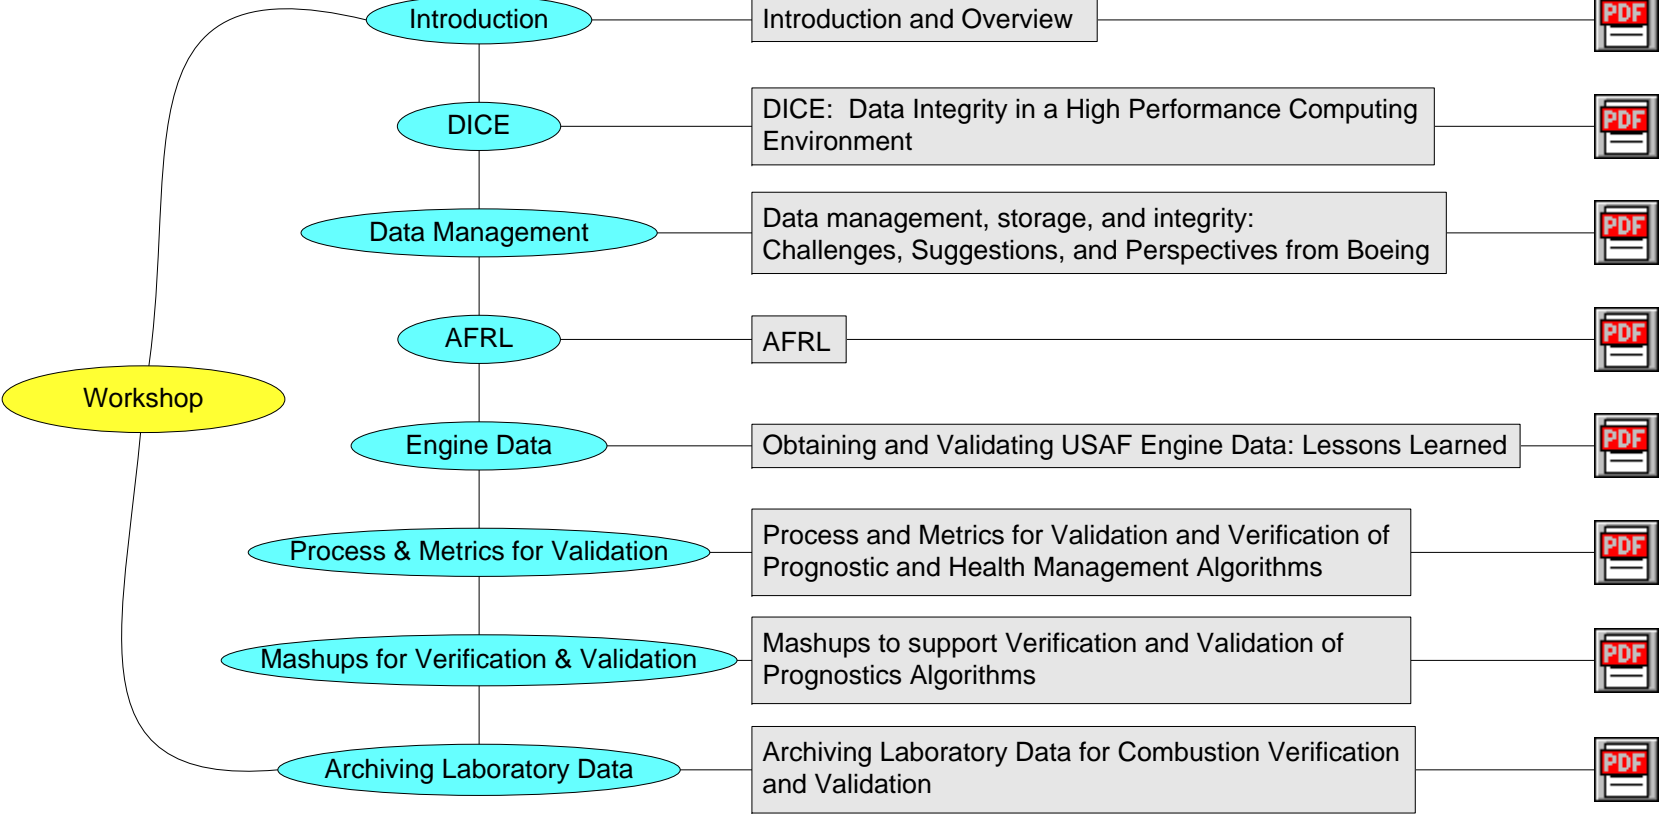 Introduction
Introduction and Overview
PDF
DICE
DICE: Data Integrity in a High Performance Computing
Environment
PDF
Data Management
Data management, storage, and integrity:
Challenges, Suggestions, and Perspectives from Boeing
PDF
AFRL
AFRL
PDF
Workshop
Engine Data
Obtaining and Validating USAF Engine Data: Lessons Learned
PDF
Process & Metrics for Validation
Process and Metrics for Validation and Verification of
Prognostic and Health Management Algorithms
PDF
Mashups for Verification & Validation
Mashups to support Verification and Validation of
Prognostics Algorithms
PDF
Archiving Laboratory Data
Archiving Laboratory Data for Combustion Verification
and Validation
PDF